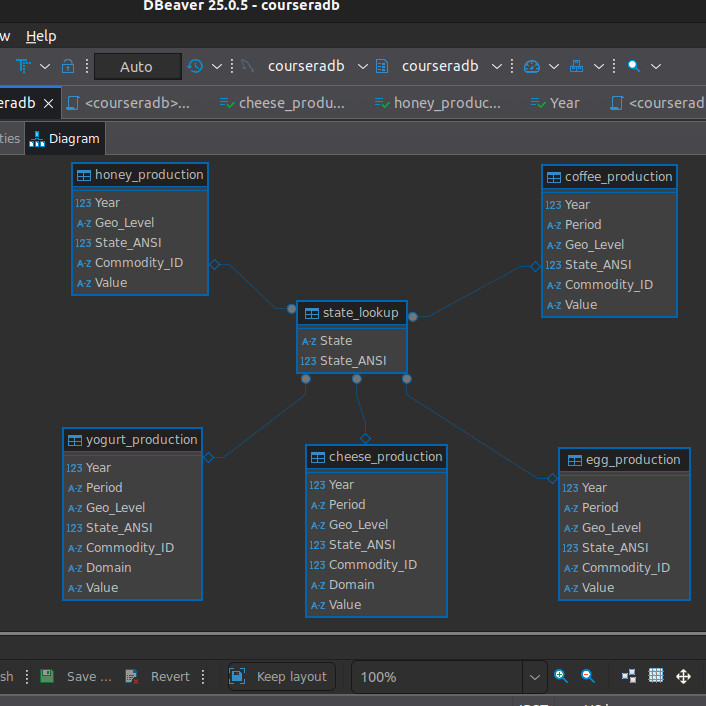 DBeaver 25.0.5 - courseradb
w Help
Auto courseradb courseradb
eradb <courseradb>... cheese_produ... honey_produc... Year <courserad
ties Diagram
honey_production
123 Year
A-Z Geo_Level
123 State_ANSI
A-Z Commodity_ID
A-Z Value
coffee_production
123 Year
A-Z Period
A-Z Geo_Level
123 State_ANSI
A-Z Commodity_ID
A-Z Value
state_lookup
A-Z State
123 State_ANSI
yogurt_production
123 Year
A-Z Period
A-Z Geo_Level
123 State_ANSI
A-Z Commodity_ID
A-Z Domain
A-Z Value
cheese_production
123 Year
A-Z Period
A-Z Geo_Level
123 State_ANSI
123 Commodity_ID
A-Z Domain
A-Z Value
egg_production
123 Year
A-Z Period
A-Z Geo_Level
123 State_ANSI
A-Z Commodity_ID
A-Z Value
sh Save ... Revert Keep layout 100%